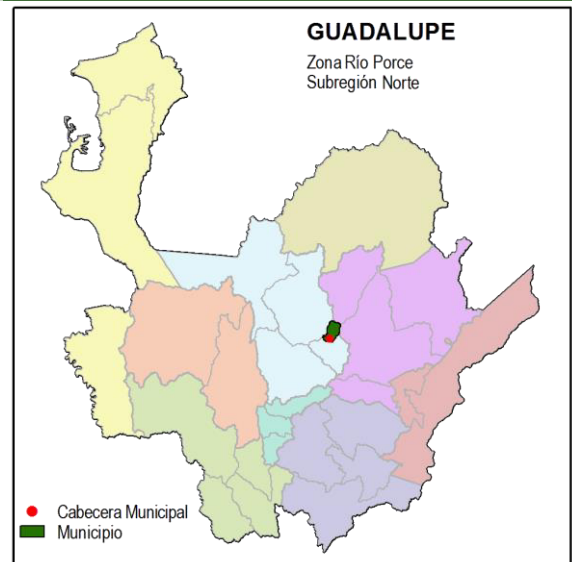 GUADALUPE
Zona Río Porce
Subregión Norte
Cabecera Municipal
Municipio